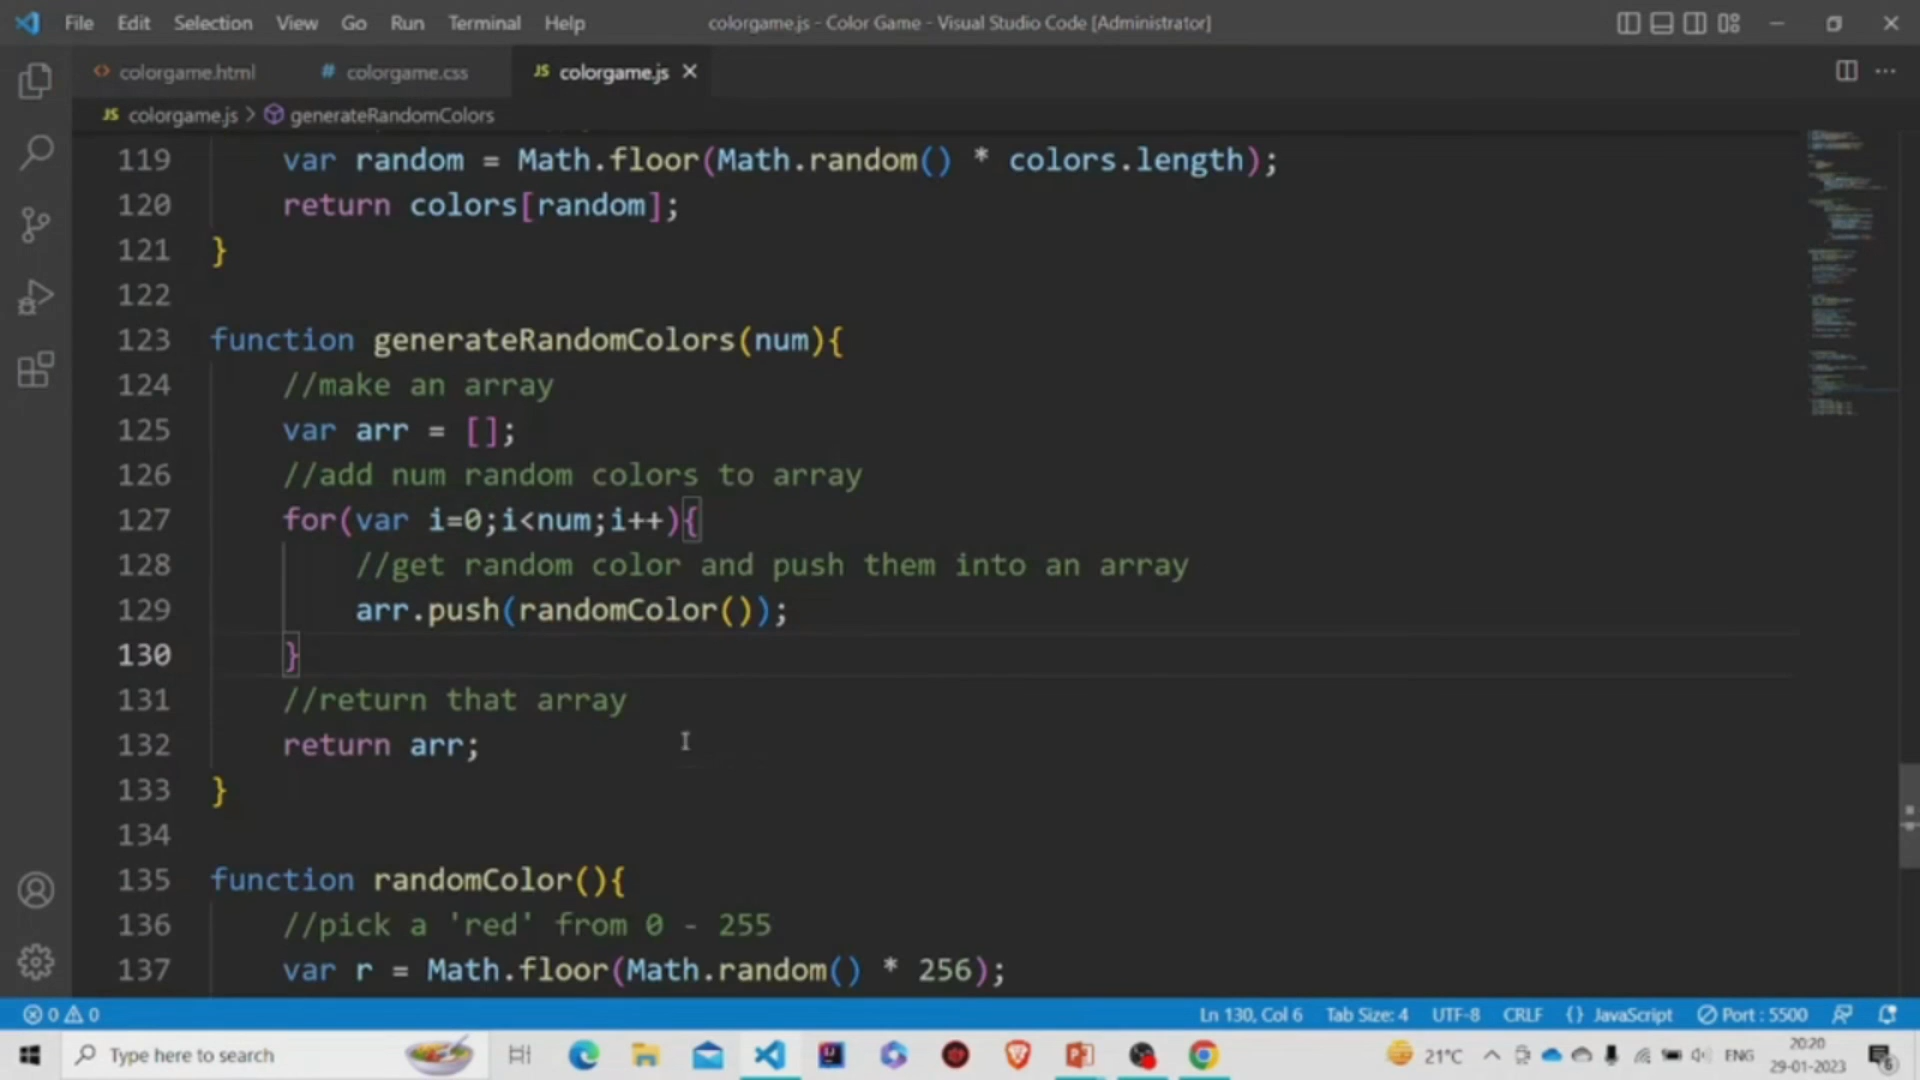 File Edit Selection View Go Run Terminal Help colorgame.js - Color Game - Visual Studio Code [Administrator]
<> colorgame.html # colorgame.css JS colorgame.js ×
JS colorgame.js > generateRandomColors
119 var random = Math.floor(Math.random() * colors.length);
120 return colors[random];
121 }
122
123 function generateRandomColors(num){
124 //make an array
125 var arr = [];
126 //add num random colors to array
127 for(var i=0;i<num;i++){
128 //get random color and push them into an array
129 arr.push(randomColor());
130 }
131 //return that array
132 return arr;
133 }
134
135 function randomColor(){
136 //pick a 'red' from 0 - 255
137 var r = Math.floor(Math.random() * 256);
0 0 Ln 130, Col 6 Tab Size: 4 UTF-8 CRLF {} JavaScript Port : 5500
Type here to search 21°C ENG 20:20
29-01-2023 6